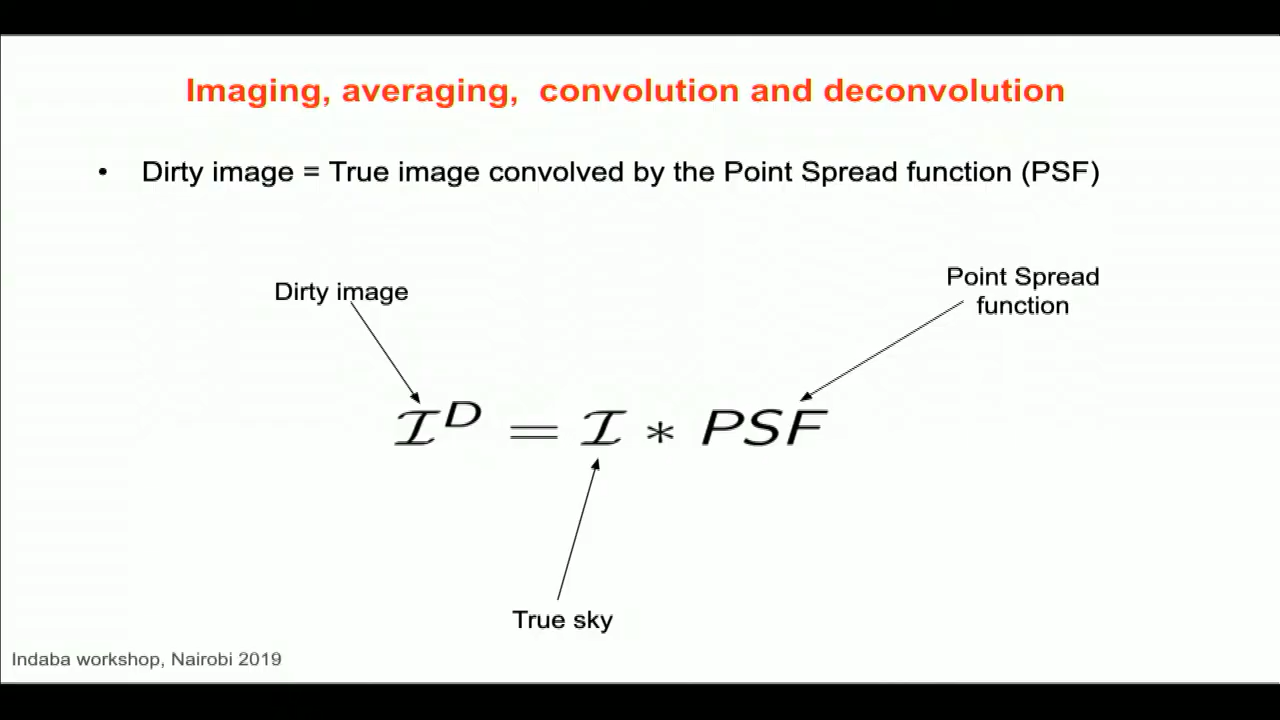 Imaging, averaging,  convolution and deconvolution
• Dirty image = True image convolved by the Point Spread function (PSF)
Point Spread
function
Dirty image
ℐᴰ = ℐ ∗ PSF
True sky
Indaba workshop, Nairobi 2019